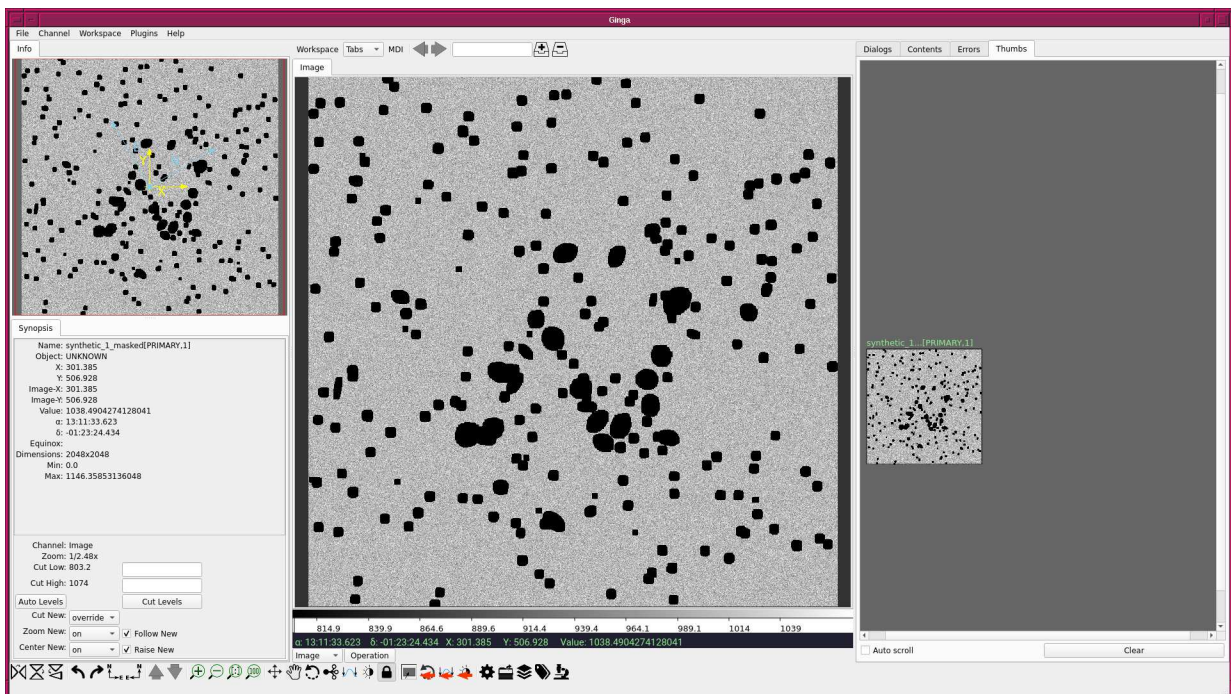 Ginga
File Channel Workspace Plugins Help
Info
Y
X
Synopsis
Name: synthetic_1_masked[PRIMARY,1]
Object: UNKNOWN
X: 301.385
Y: 506.928
Image-X: 301.385
Image-Y: 506.928
Value: 1038.4904274128041
α: 13:11:33.623
δ: -01:23:24.434
Equinox:
Dimensions: 2048x2048
Min: 0.0
Max: 1146.35853136048
Channel: Image
Zoom: 1/2.48x
Cut Low: 803.2
Cut High: 1074
Auto Levels Cut Levels
Cut New: override
Zoom New: on Follow New
Center New: on Raise New
Workspace Tabs MDI
Image
814.9 839.9 864.6 889.6 914.4 939.4 964.1 989.1 1014 1039
α: 13:11:33.623 δ: -01:23:24.434 X: 301.385 Y: 506.928 Value: 1038.4904274128041
Image Operation
Dialogs Contents Errors Thumbs
synthetic_1...[PRIMARY,1]
Auto scroll Clear